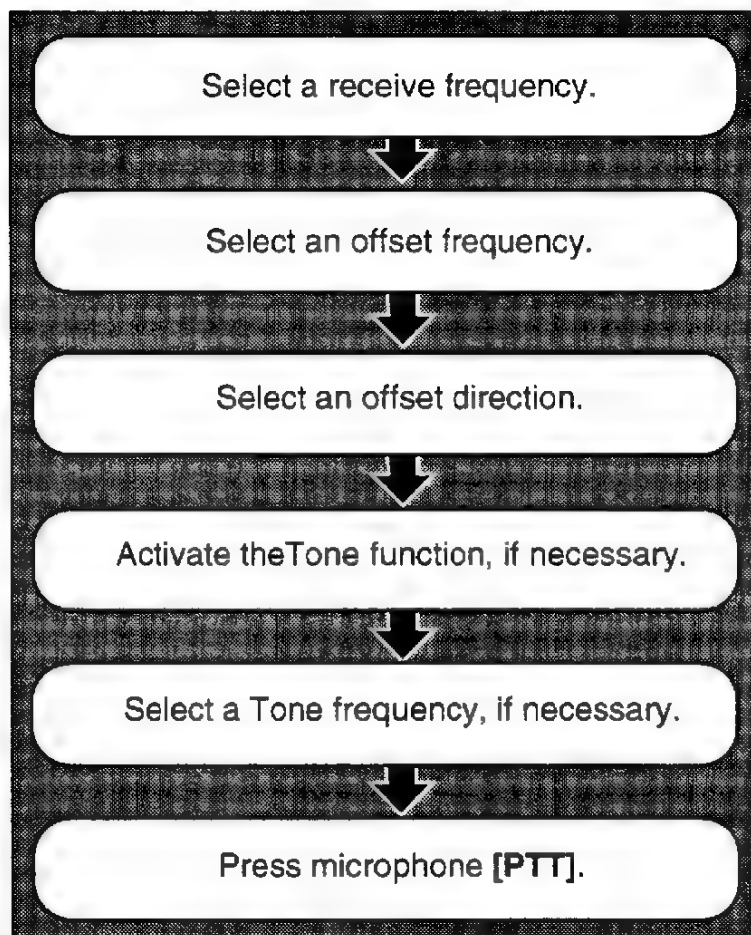 Select a receive frequency.
Select an offset frequency.
Select an offset direction.
Activate theTone function, if necessary.
Select a Tone frequency, if necessary.
Press microphone [PTT].